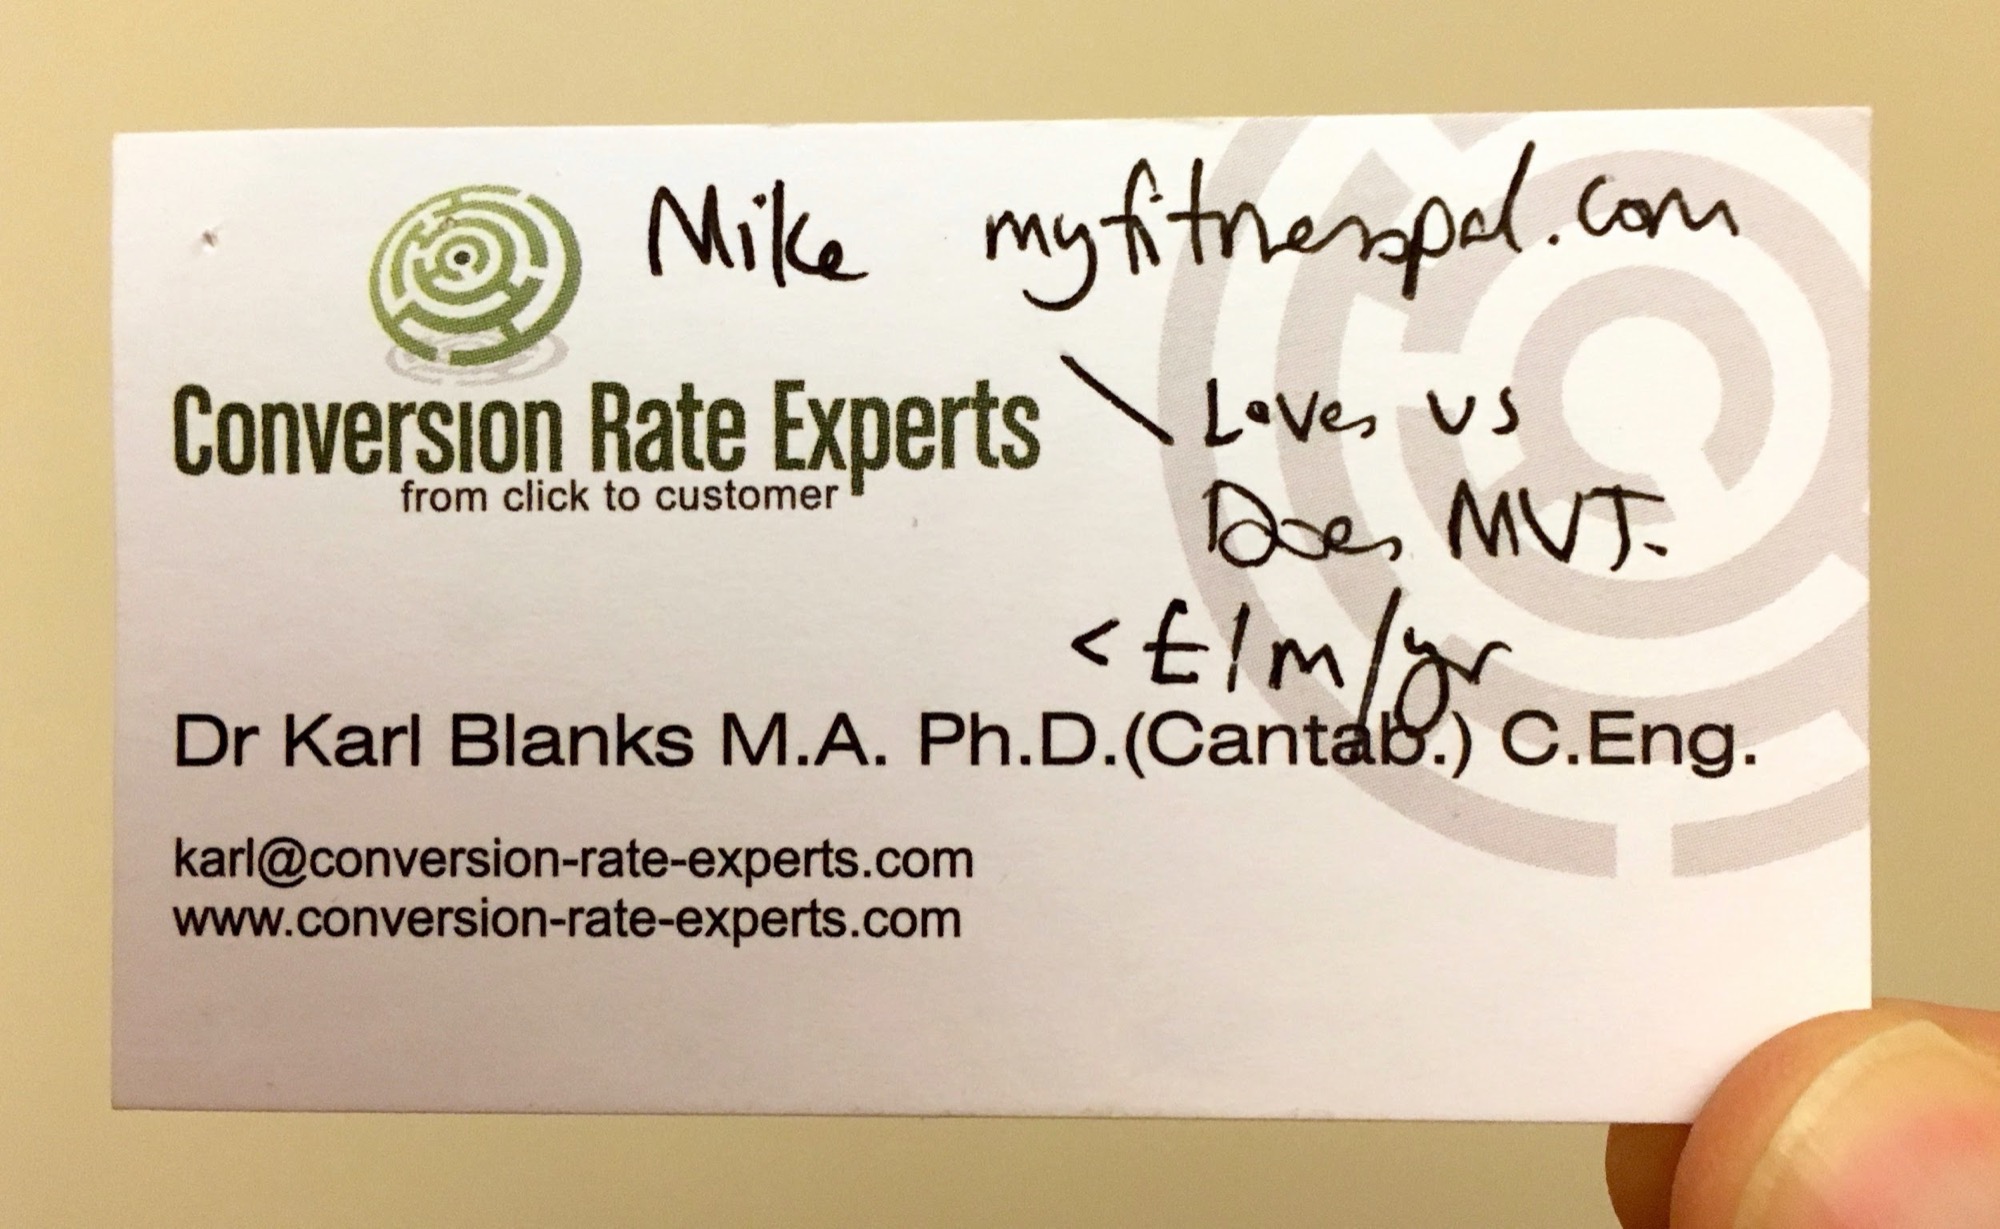 Mike myfitnesspal.com
Conversion Rate Experts
from click to customer
Loves us
Does MVT.
< £1m/yr
Dr Karl Blanks M.A. Ph.D.(Cantab.) C.Eng.
karl@conversion-rate-experts.com
www.conversion-rate-experts.com